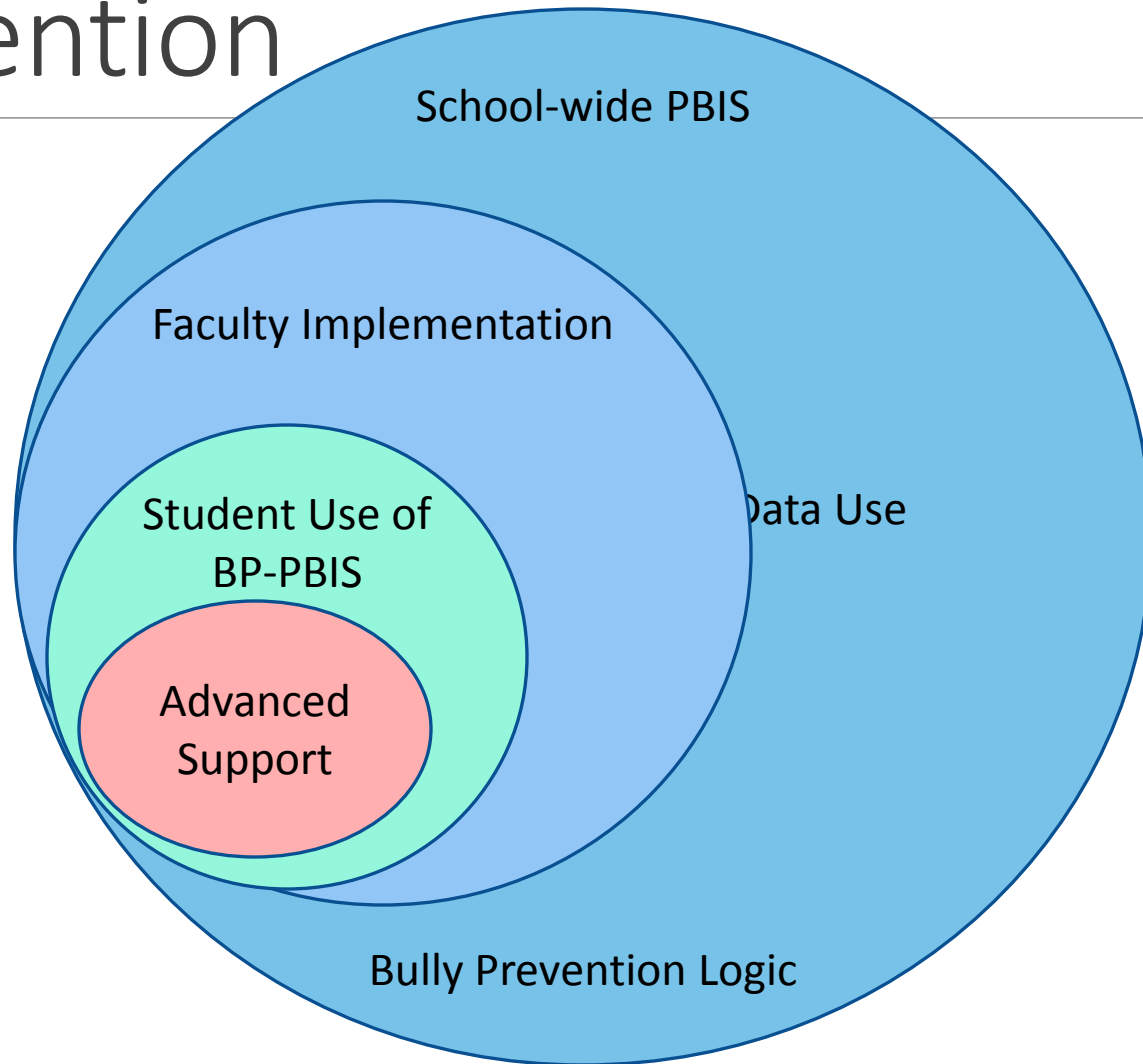 ention
School-wide PBIS
Faculty Implementation
Student Use of
BP-PBIS
Data Use
Advanced
Support
Bully Prevention Logic